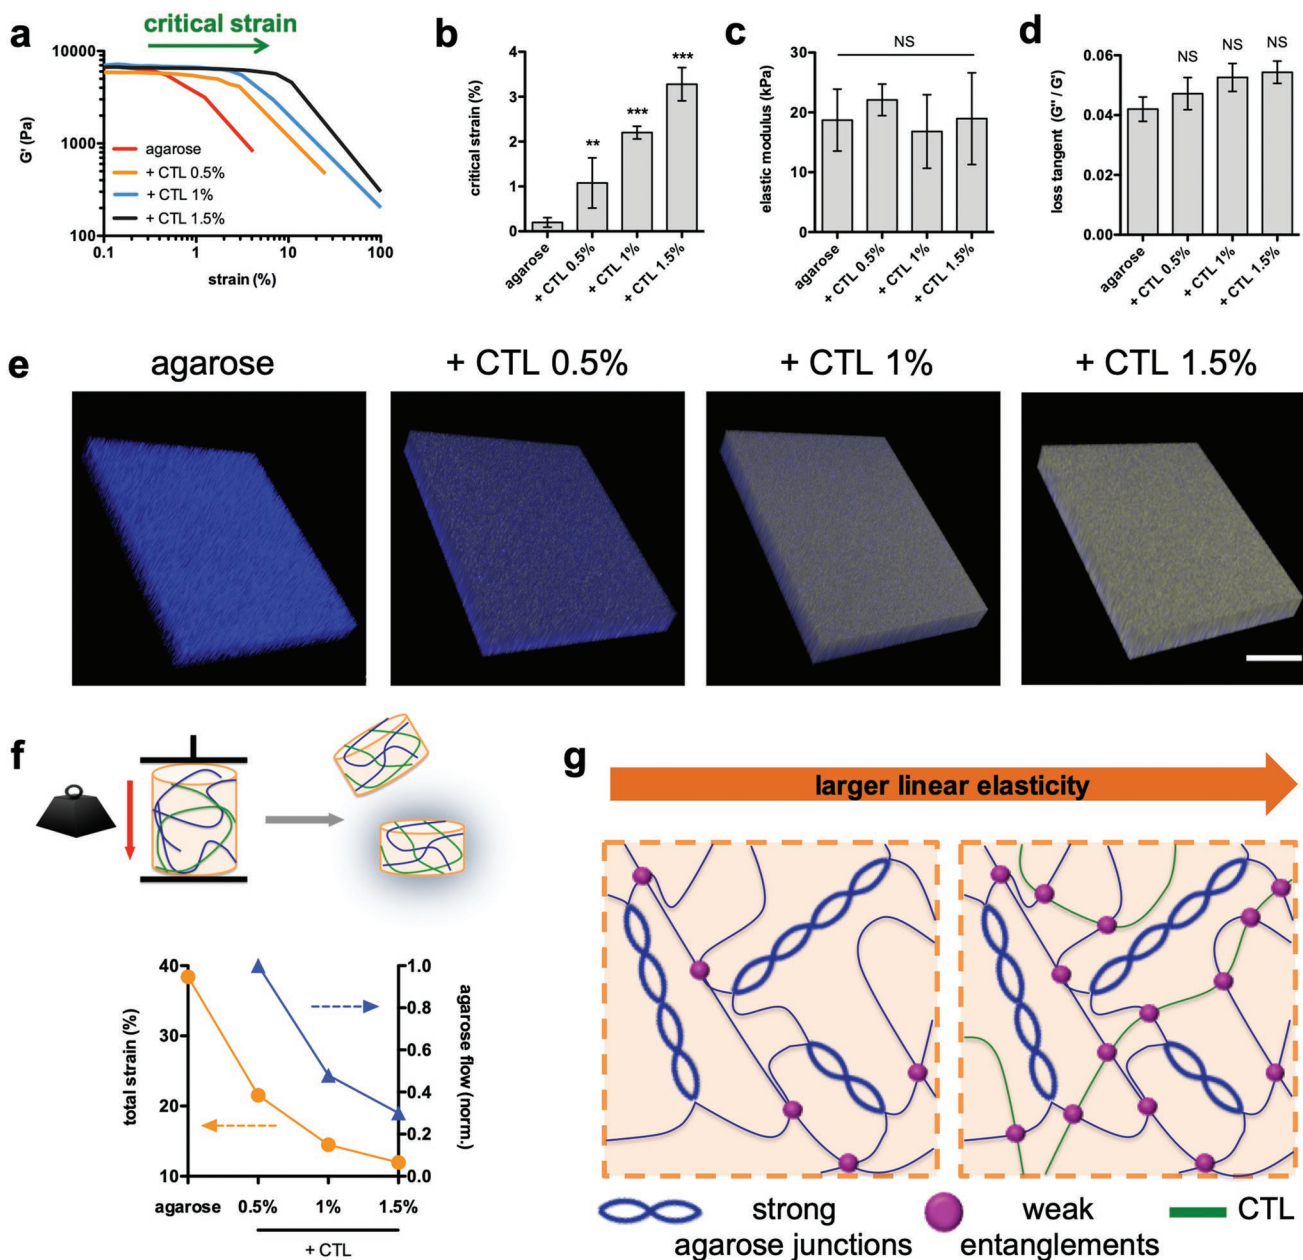 a
critical strain
10000
1000
100
G' (Pa)
agarose
+ CTL 0.5%
+ CTL 1%
+ CTL 1.5%
0.1
1
10
100
strain (%)
b
critical strain (%)
4
3
2
1
0
**
***
***
agarose
+ CTL 0.5%
+ CTL 1%
+ CTL 1.5%
c
elastic modulus (kPa)
30
20
10
0
NS
agarose
+ CTL 0.5%
+ CTL 1%
+ CTL 1.5%
d
loss tangent (G'' / G')
0.06
0.04
0.02
0.00
NS
NS
NS
agarose
+ CTL 0.5%
+ CTL 1%
+ CTL 1.5%
e
agarose
+ CTL 0.5%
+ CTL 1%
+ CTL 1.5%
f
total strain (%)
40
30
20
10
1.0
0.8
0.6
0.4
0.2
0.0
agarose flow (norm.)
agarose
0.5%
1%
1.5%
+ CTL
g
larger linear elasticity
strong
agarose junctions
weak
entanglements
CTL